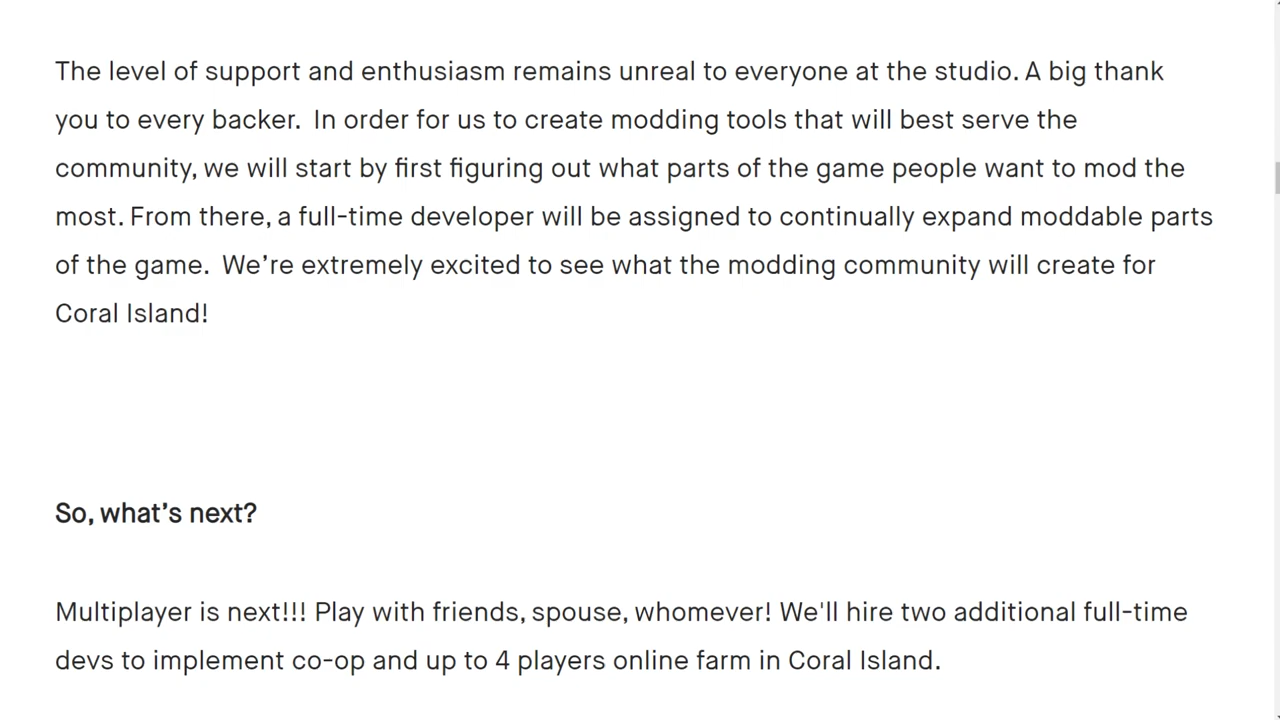 The level of support and enthusiasm remains unreal to everyone at the studio. A big thank
you to every backer.  In order for us to create modding tools that will best serve the
community, we will start by first figuring out what parts of the game people want to mod the
most. From there, a full-time developer will be assigned to continually expand moddable parts
of the game.  We’re extremely excited to see what the modding community will create for
Coral Island!
So, what’s next?
Multiplayer is next!!! Play with friends, spouse, whomever! We'll hire two additional full-time
devs to implement co-op and up to 4 players online farm in Coral Island.